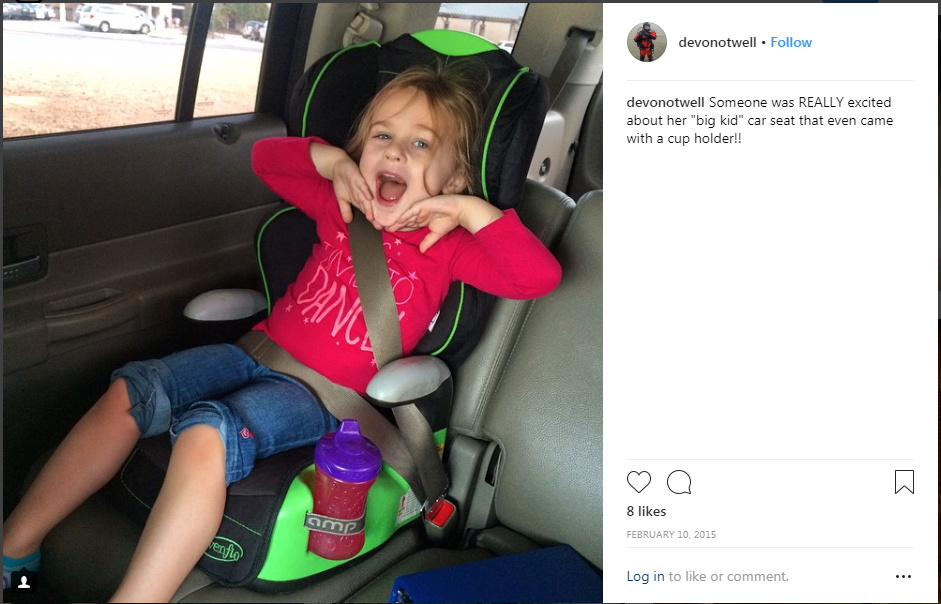 devonotwell • Follow
devonotwell Someone was REALLY excited
about her "big kid" car seat that even came
with a cup holder!!
DANCE
amp
evenflo
8 likes
FEBRUARY 10, 2015
Log in to like or comment.